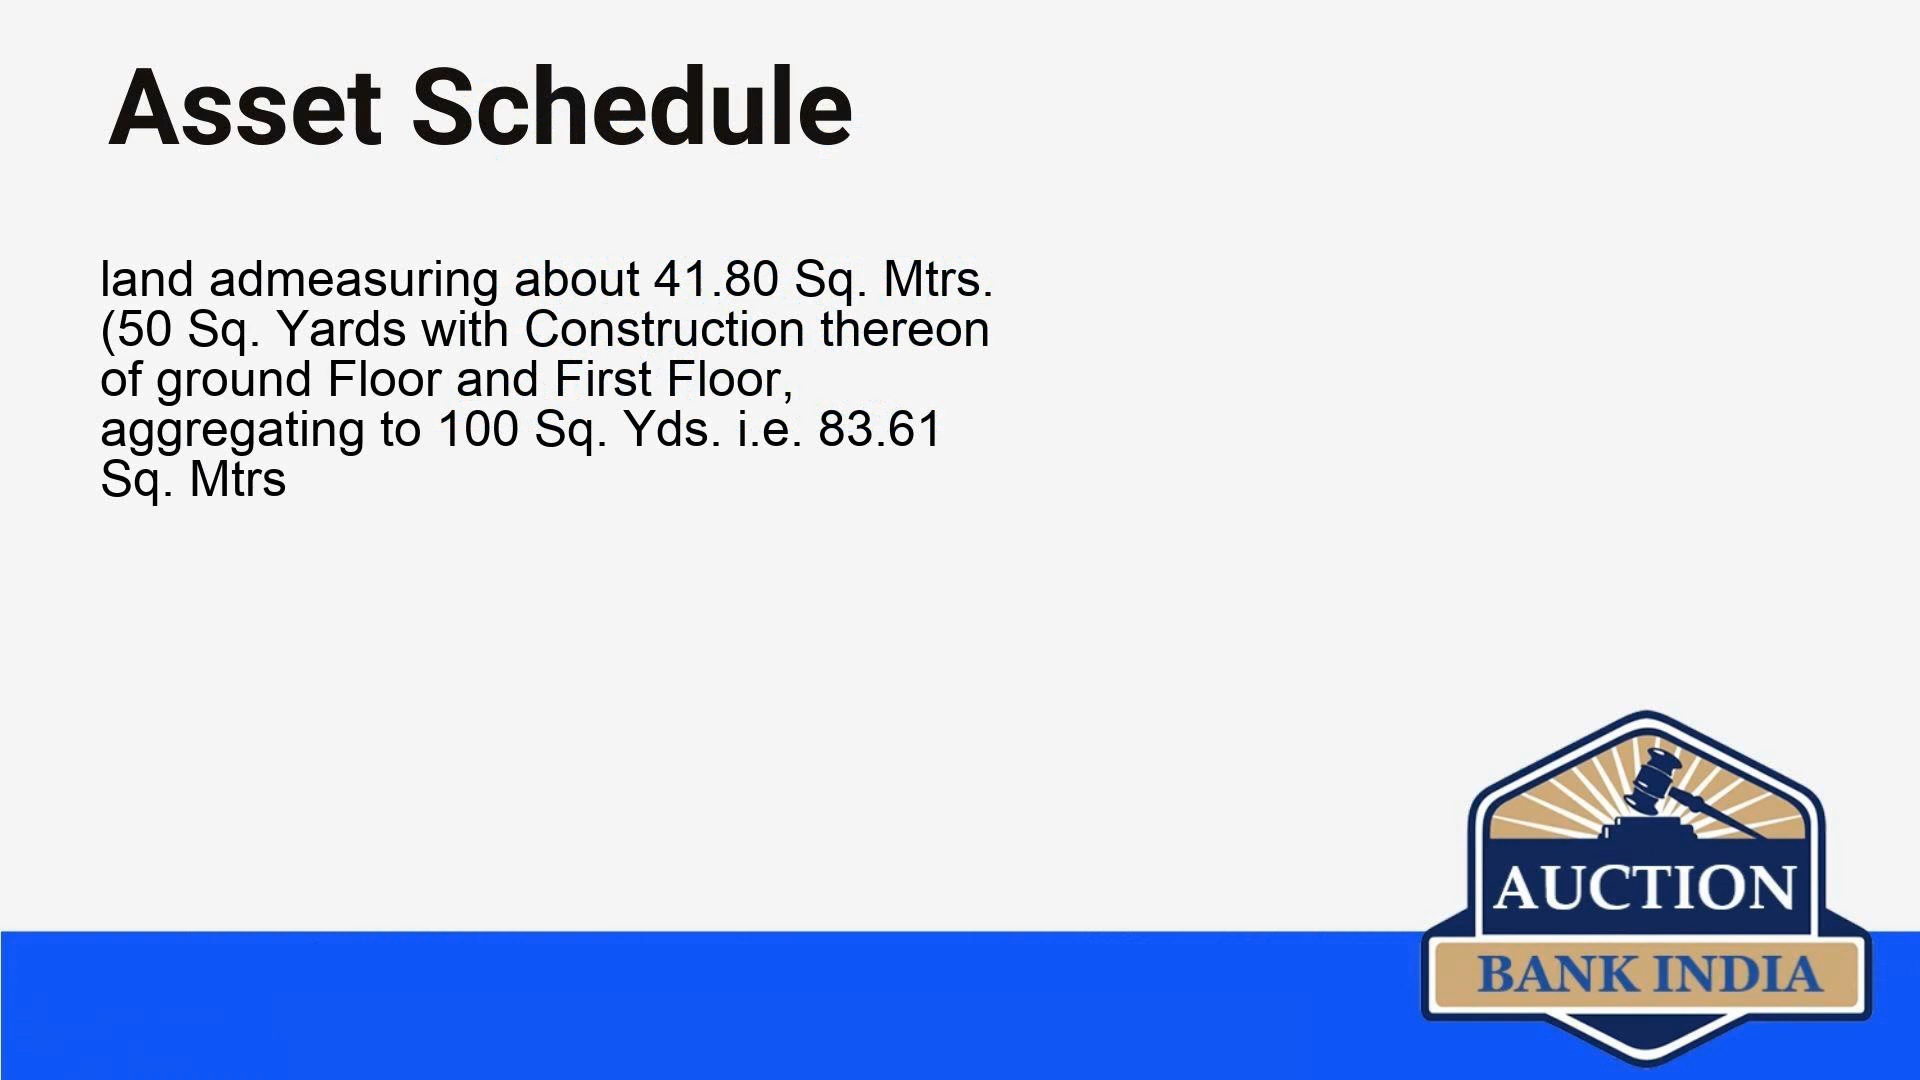 Asset Schedule
land admeasuring about 41.80 Sq. Mtrs.
(50 Sq. Yards with Construction thereon
of ground Floor and First Floor,
aggregating to 100 Sq. Yds. i.e. 83.61
Sq. Mtrs
AUCTION
BANK INDIA